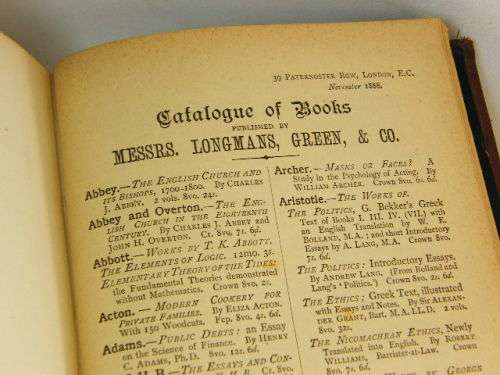 39 PATERNOSTER ROW, LONDON, E.C.
November 1888.
Catalogue of Books
PUBLISHED BY
MESSRS. LONGMANS, GREEN, & CO.
Abbey.—THE ENGLISH CHURCH AND
ITS BISHOPS, 1700-1800. By CHARLES
J. ABBEY. 2 vols. 8vo. 24s.
Abbey and Overton.—THE ENG-
LISH CHURCH IN THE EIGHTEENTH
CENTURY. By CHARLES J. ABBEY and
JOHN H. OVERTON. Cr. 8vo. 7s. 6d.
Abbott.—WORKS BY T. K. ABBOTT.
THE ELEMENTS OF LOGIC. 12mo. 3s.
ELEMENTARY THEORY OF THE TIDES:
the Fundamental Theorems demonstrated
without Mathematics. Crown 8vo. 2s.
Acton.—MODERN COOKERY FOR
PRIVATE FAMILIES. By ELIZA ACTON.
With 150 Woodcuts. Fcp. 8vo. 4s. 6d.
Adams.—PUBLIC DEBTS: an Essay
on the Science of Finance. By HENRY
C. ADAMS, Ph.D. 8vo. 12s. 6d.
H. B.—THE ESSAYS AND CON-
Archer.—MASKS OR FACES? A
Study in the Psychology of Acting. By
WILLIAM ARCHER. Crown 8vo. 6s. 6d.
Aristotle.—THE WORKS OF.
THE POLITICS, G. Bekker's Greek
Text of Books I. III. IV. (VII.) with
an English Translation by W. E.
BOLLAND, M.A.; and short Introductory
Essays by A. LANG, M.A. Crown 8vo.
7s. 6d.
THE POLITICS: Introductory Essays.
By ANDREW LANG. (From Bolland and
Lang's 'Politics.') Crown 8vo. 2s. 6d.
THE ETHICS: Greek Text, illustrated
with Essays and Notes. By Sir ALEXAN-
DER GRANT, Bart. M.A. LL.D. 2 vols.
8vo. 32s.
THE NICOMACHEAN ETHICS, Newly
Translated into English. By ROBERT
WILLIAMS, Barrister-at-Law. Crown